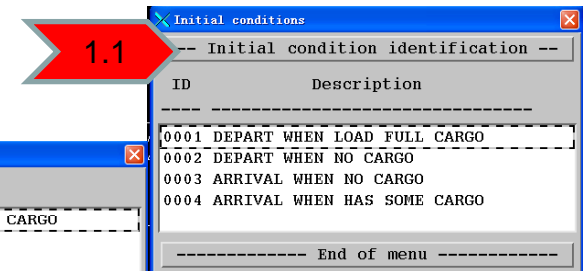 Initial conditions
1.1
-- Initial condition identification --
ID Description
---- --------------------------------
0001 DEPART WHEN LOAD FULL CARGO
0002 DEPART WHEN NO CARGO
0003 ARRIVAL WHEN NO CARGO
0004 ARRIVAL WHEN HAS SOME CARGO
CARGO
------------- End of menu ------------